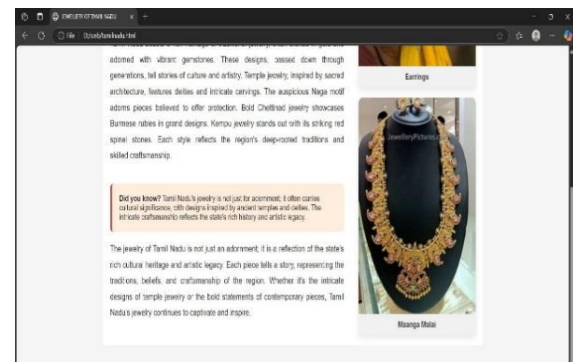 JEWELLERY OF TAMIL NADU
File
adorned with vibrant gemstones. These designs, passed down through
generations, tell stories of culture and artistry. Temple jewelry, inspired by sacred
architecture, features deities and intricate carvings. The auspicious Naga motif
adorns pieces believed to offer protection. Bold Chettinad jewelry showcases
Burmese rubies in grand designs. Kempu jewelry stands out with its striking red
spinel stones. Each style reflects the region's deep-rooted traditions and
skilled craftsmanship.
Earrings
Did you know? Tamil Nadu's jewelry is not just for adornment; it often carries
cultural significance, with designs inspired by ancient temples and deities. The
intricate craftsmanship reflects the state's rich history and artistic legacy.
The jewelry of Tamil Nadu is not just an adornment; it is a reflection of the state's
rich cultural heritage and artistic legacy. Each piece tells a story, representing the
traditions, beliefs, and craftsmanship of the region. Whether it's the intricate
designs of temple jewelry or the bold statements of contemporary pieces, Tamil
Nadu's jewelry continues to captivate and inspire.
JewelleryPictures
Maanga Malai